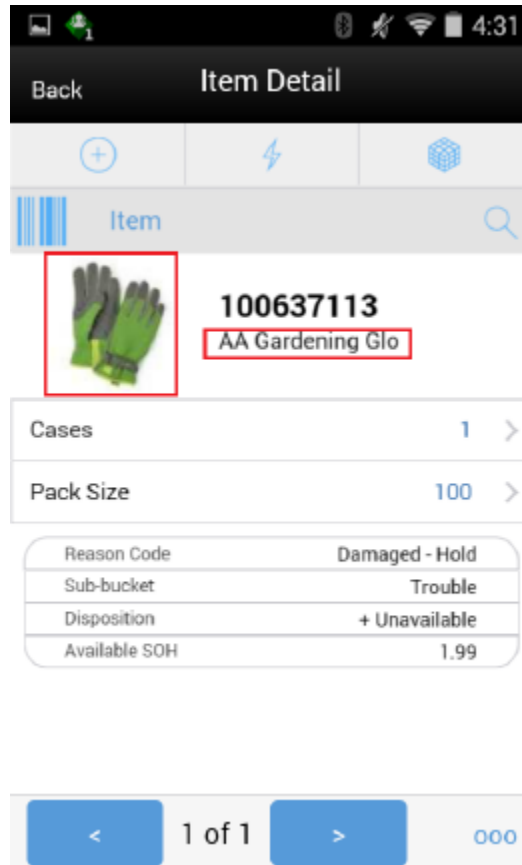 1
4:31
Back
Item Detail
Item
100637113
AA Gardening Glo
Cases 1 >
Pack Size 100 >
Reason Code Damaged - Hold
Sub-bucket Trouble
Disposition + Unavailable
Available SOH 1.99
< 1 of 1 > ooo